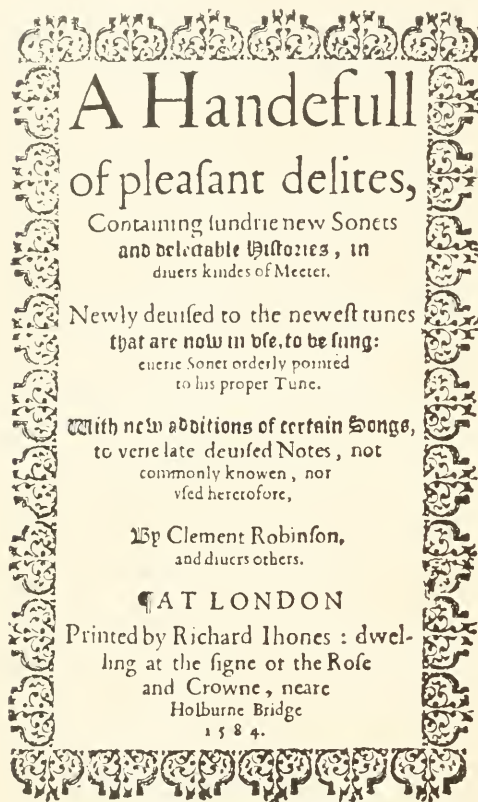 A Handefull
of pleaſant delites,
Containing ſundrie new Sonets
and delectable Hiſtories, in
diuers kindes of Meeter.
Newly deuiſed to the neweſt tunes
that are now in vſe, to be ſung:
euerie Sonet orderly pointed
to his proper Tune.
With new additions of certain Songs,
to verie late deuiſed Notes, not
commonly knowen, nor
vſed heretofore,
By Clement Robinſon,
and diuers others.
¶AT LONDON
Printed by Richard Ihones : dwel-
ling at the ſigne of the Roſe
and Crowne, neare
Holburne Bridge
1584.